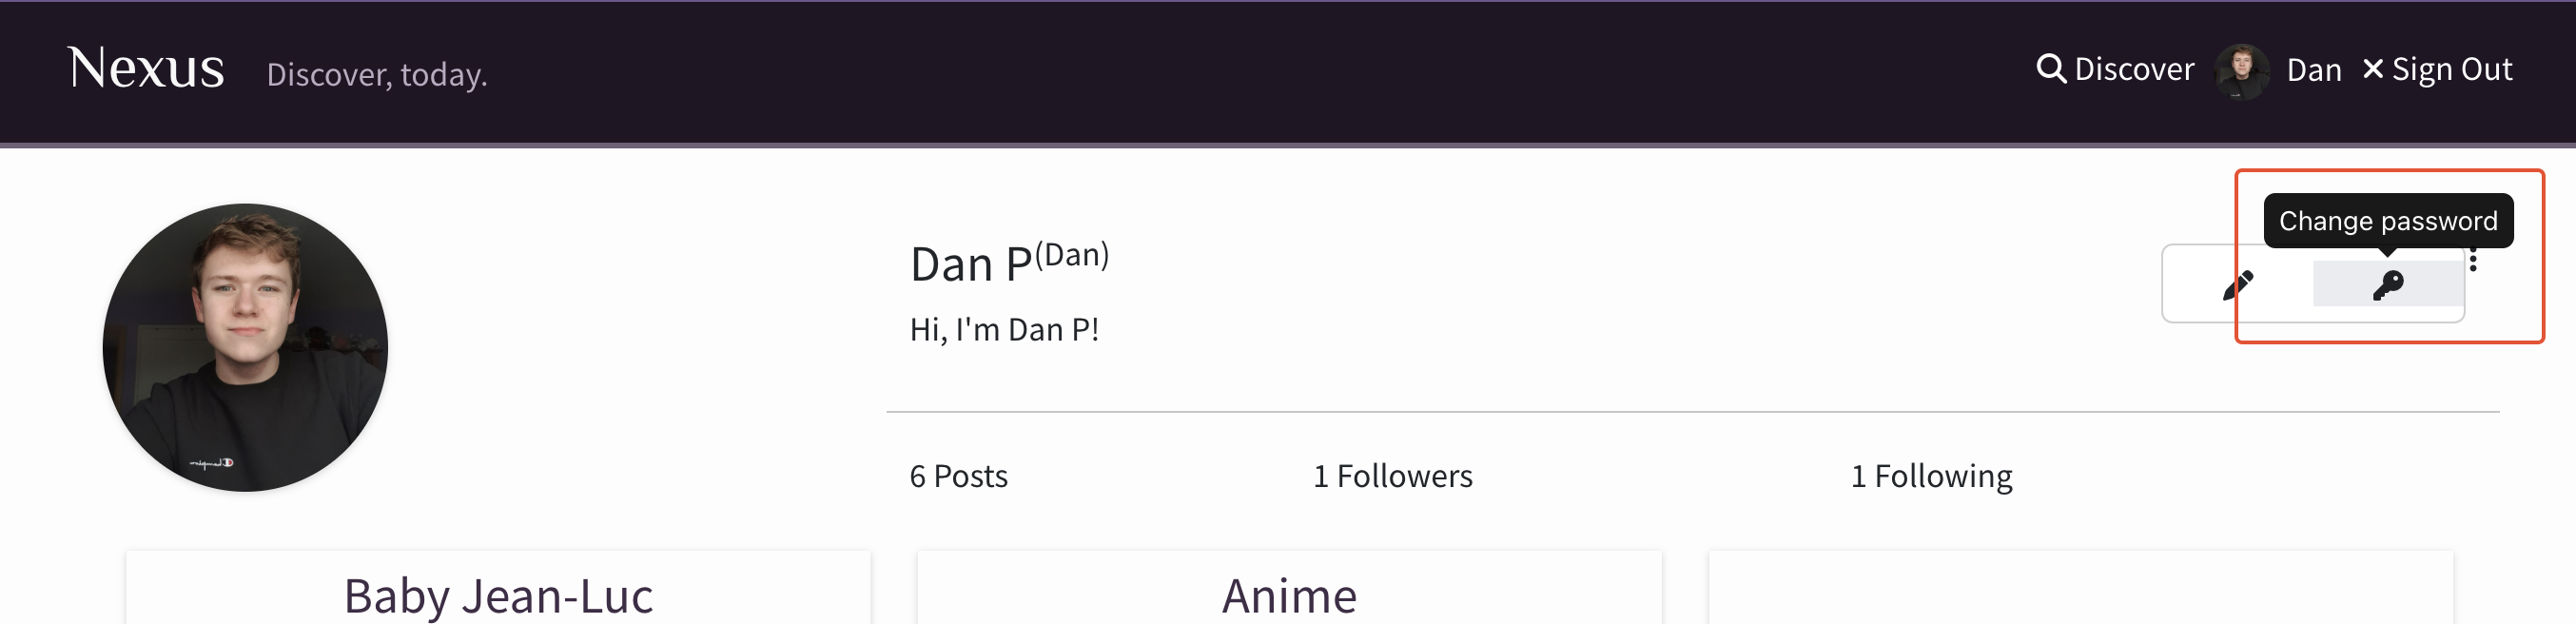 Nexus Discover, today. Discover Dan Sign Out
Change password
Dan P(Dan)
Hi, I'm Dan P!
6 Posts 1 Followers 1 Following
Baby Jean-Luc Anime